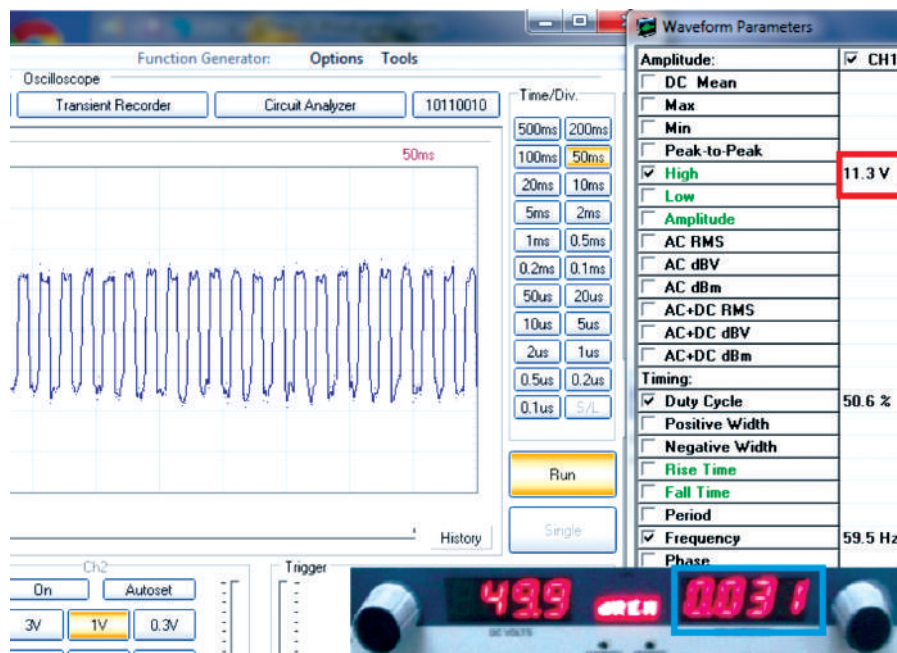 Waveform Parameters
Function Generator: Options Tools
Oscilloscope
Transient Recorder Circuit Analyzer 10110010
50ms
Time/Div.
500ms 200ms
100ms 50ms
20ms 10ms
5ms 2ms
1ms 0.5ms
0.2ms 0.1ms
50us 20us
10us 5us
2us 1us
0.5us 0.2us
0.1us S/L
Run
Single
History
Amplitude: CH1
DC Mean
Max
Min
Peak-to-Peak
High 11.3 V
Low
Amplitude
AC RMS
AC dBV
AC dBm
AC+DC RMS
AC+DC dBV
AC+DC dBm
Timing:
Duty Cycle 50.6 %
Positive Width
Negative Width
Rise Time
Fall Time
Period
Frequency 59.5 Hz
Phase
Ch2
On Autoset
3V 1V 0.3V
Trigger
49.9 0.031
DC VOLTS